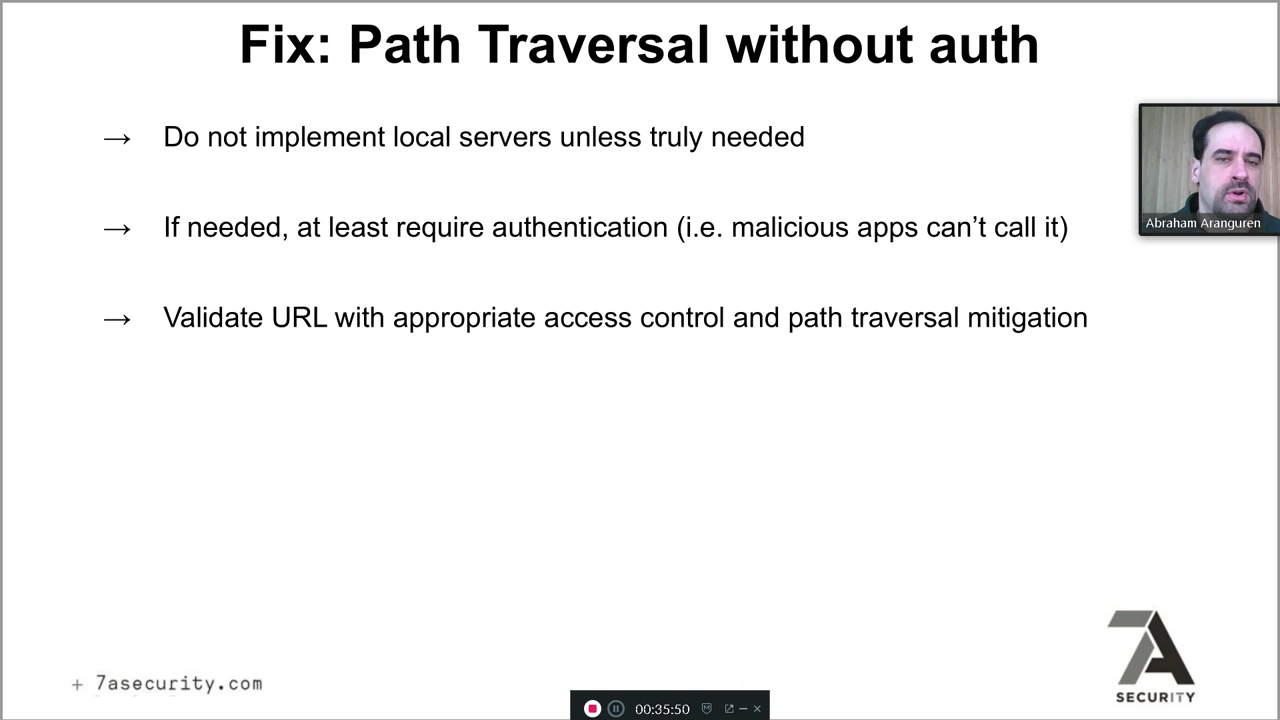 Fix: Path Traversal without auth
→ Do not implement local servers unless truly needed
→ If needed, at least require authentication (i.e. malicious apps can’t call it)
→ Validate URL with appropriate access control and path traversal mitigation
Abraham Aranguren
+ 7asecurity.com
7A
SECURITY
00:35:50